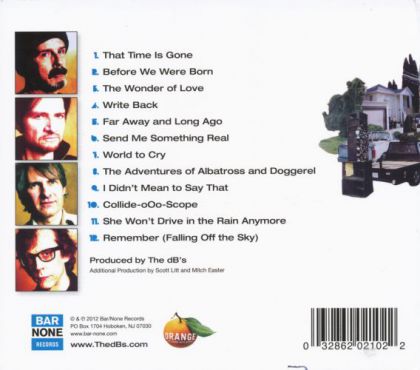 1. That Time Is Gone
2. Before We Were Born
3. The Wonder of Love
4. Write Back
5. Far Away and Long Ago
6. Send Me Something Real
7. World to Cry
8. The Adventures of Albatross and Doggerel
9. I Didn't Mean to Say That
10. Collide-oOo-Scope
11. She Won't Drive in the Rain Anymore
12. Remember (Falling Off the Sky)
Produced by The dB's
Additional Production by Scott Litt and Mitch Easter
BAR
NONE
RECORDS
℗ & © 2012 Bar/None Records
PO Box 1704 Hoboken, NJ 07030
www.bar-none.com
www.ThedBs.com
ORANGE
0 32862 02102 2